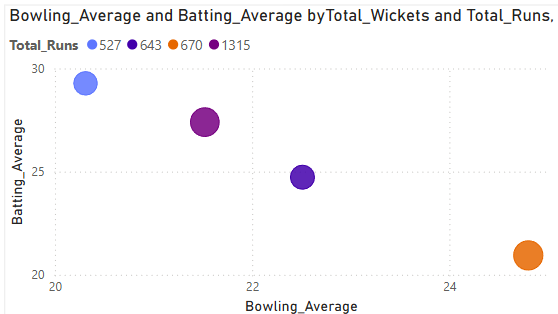 Bowling_Average and Batting_Average byTotal_Wickets and Total_Runs,
Total_Runs 527 643 670 1315
30
25
20
Batting_Average
20 22 24
Bowling_Average